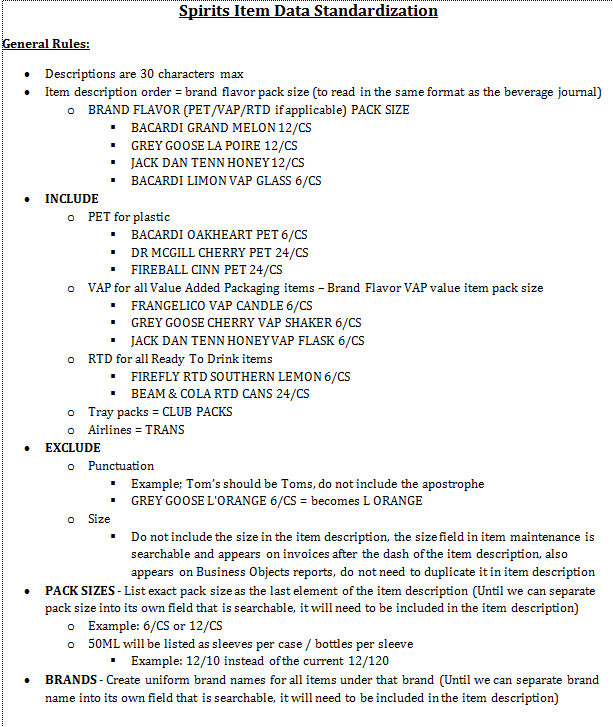 Spirits Item Data Standardization
General Rules:
• Descriptions are 30 characters max
• Item description order = brand flavor pack size (to read in the same format as the beverage journal)
o BRAND FLAVOR (PET/VAP/RTD if applicable) PACK SIZE
▪ BACARDI GRAND MELON 12/CS
▪ GREY GOOSE LA POIRE 12/CS
▪ JACK DAN TENN HONEY 12/CS
▪ BACARDI LIMON VAP GLASS 6/CS
• INCLUDE
o PET for plastic
▪ BACARDI OAKHEART PET 6/CS
▪ DR MCGILL CHERRY PET 24/CS
▪ FIREBALL CINN PET 24/CS
o VAP for all Value Added Packaging items – Brand Flavor VAP value item pack size
▪ FRANGELICO VAP CANDLE 6/CS
▪ GREY GOOSE CHERRY VAP SHAKER 6/CS
▪ JACK DAN TENN HONEY VAP FLASK 6/CS
o RTD for all Ready To Drink items
▪ FIREFLY RTD SOUTHERN LEMON 6/CS
▪ BEAM & COLA RTD CANS 24/CS
o Tray packs = CLUB PACKS
o Airlines = TRANS
• EXCLUDE
o Punctuation
▪ Example; Tom's should be Toms, do not include the apostrophe
▪ GREY GOOSE L'ORANGE 6/CS = becomes L ORANGE
o Size
▪ Do not include the size in the item description, the size field in item maintenance is
searchable and appears on invoices after the dash of the item description, also
appears on Business Objects reports, do not need to duplicate it in item description
• PACK SIZES - List exact pack size as the last element of the item description (Until we can separate
pack size into its own field that is searchable, it will need to be included in the item description)
o Example: 6/CS or 12/CS
o 50ML will be listed as sleeves per case / bottles per sleeve
▪ Example: 12/10 instead of the current 12/120
• BRANDS - Create uniform brand names for all items under that brand (Until we can separate brand
name into its own field that is searchable, it will need to be included in the item description)